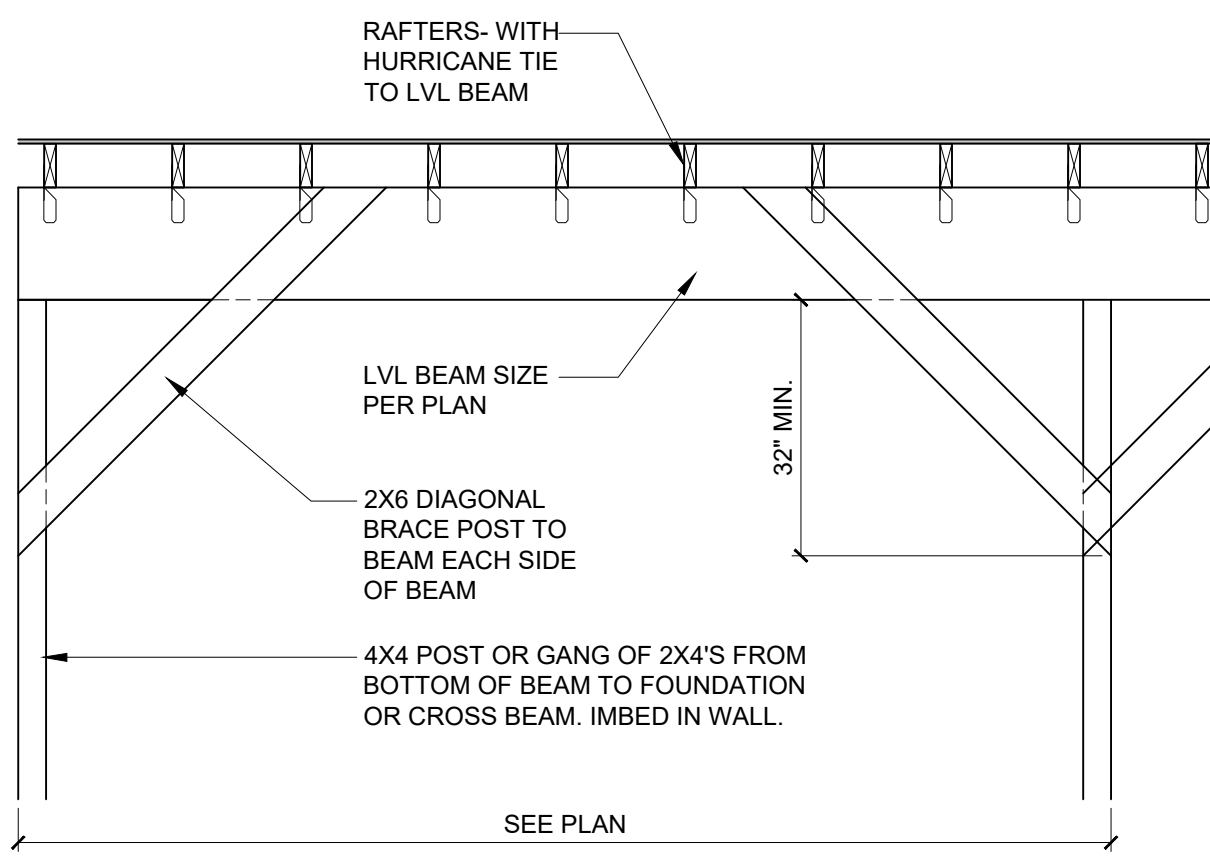 RAFTERS- WITH
HURRICANE TIE
TO LVL BEAM
LVL BEAM SIZE
PER PLAN
32" MIN.
2X6 DIAGONAL
BRACE POST TO
BEAM EACH SIDE
OF BEAM
4X4 POST OR GANG OF 2X4'S FROM
BOTTOM OF BEAM TO FOUNDATION
OR CROSS BEAM. IMBED IN WALL.
SEE PLAN